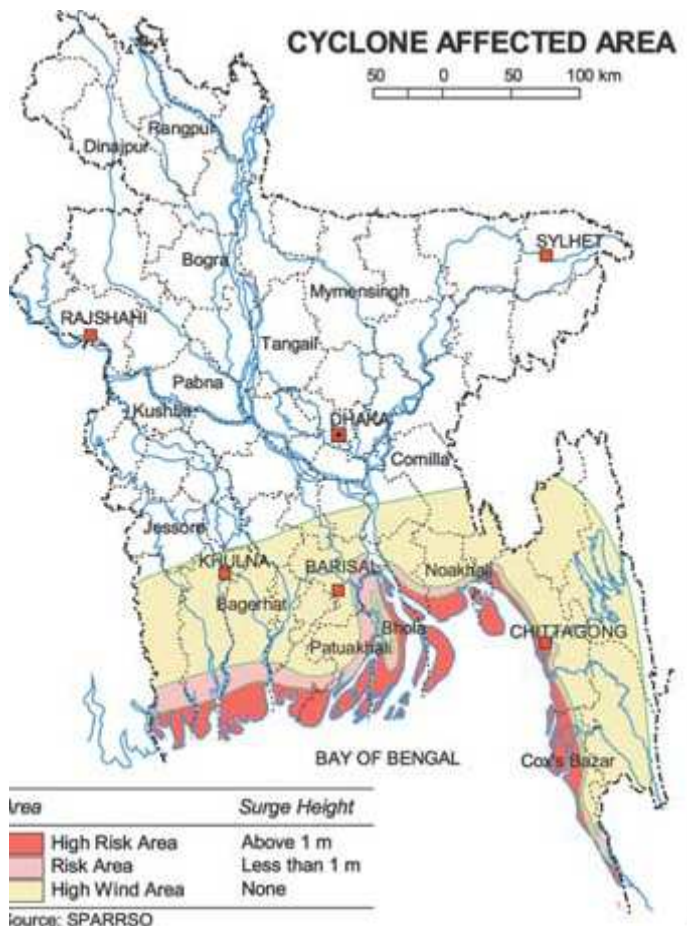 CYCLONE AFFECTED AREA
50 0 50 100 km
Rangpur
Dinajpur
SYLHET
Bogra
Mymensingh
RAJSHAHI
Tangail
Pabna
Kushtia
DHAKA
Comilla
Jessore
KHULNA
BARISAL
Noakhali
Bagerhat
Bhola
CHITTAGONG
Patuakhali
BAY OF BENGAL
Cox's Bazar
Area Surge Height
High Risk Area Above 1 m
Risk Area Less than 1 m
High Wind Area None
Source: SPARRSO